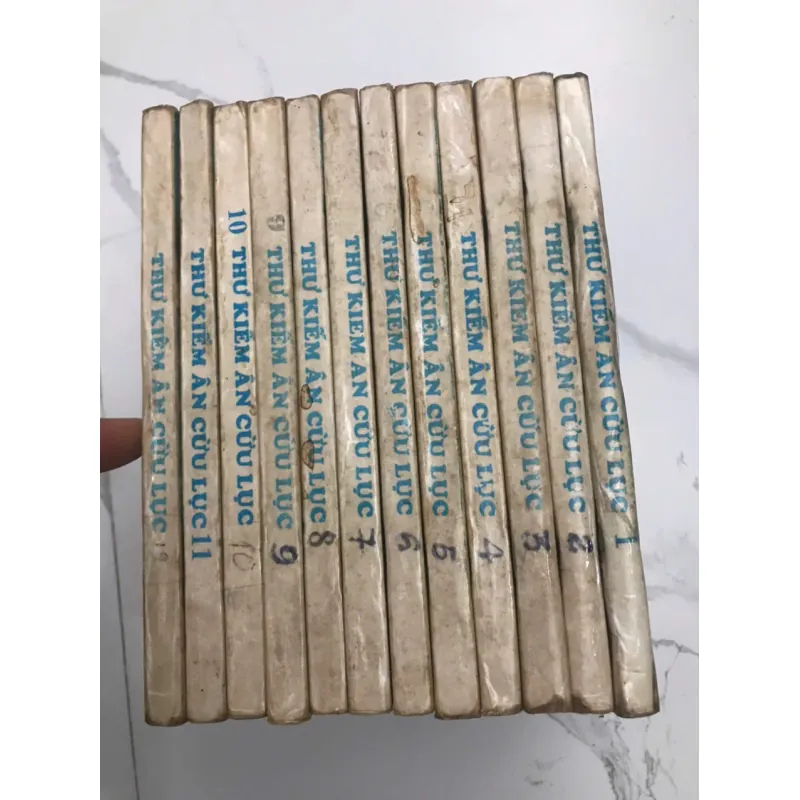 THƯ KIẾM ÂN CỪU LỤC 12
THƯ KIẾM ÂN CỪU LỤC 11
10 THƯ KIẾM ÂN CỪU LỤC 10
9 THƯ KIẾM ÂN CỪU LỤC 9
THƯ KIẾM ÂN CỪU LỤC 8
THƯ KIẾM ÂN CỪU LỤC 7
THƯ KIẾM ÂN CỪU LỤC 6
THƯ KIẾM ÂN CỪU LỤC 5
THƯ KIẾM ÂN CỪU LỤC 4
THƯ KIẾM ÂN CỪU LỤC 3
THƯ KIẾM ÂN CỪU LỤC 2
THƯ KIẾM ÂN CỪU LỤC 1